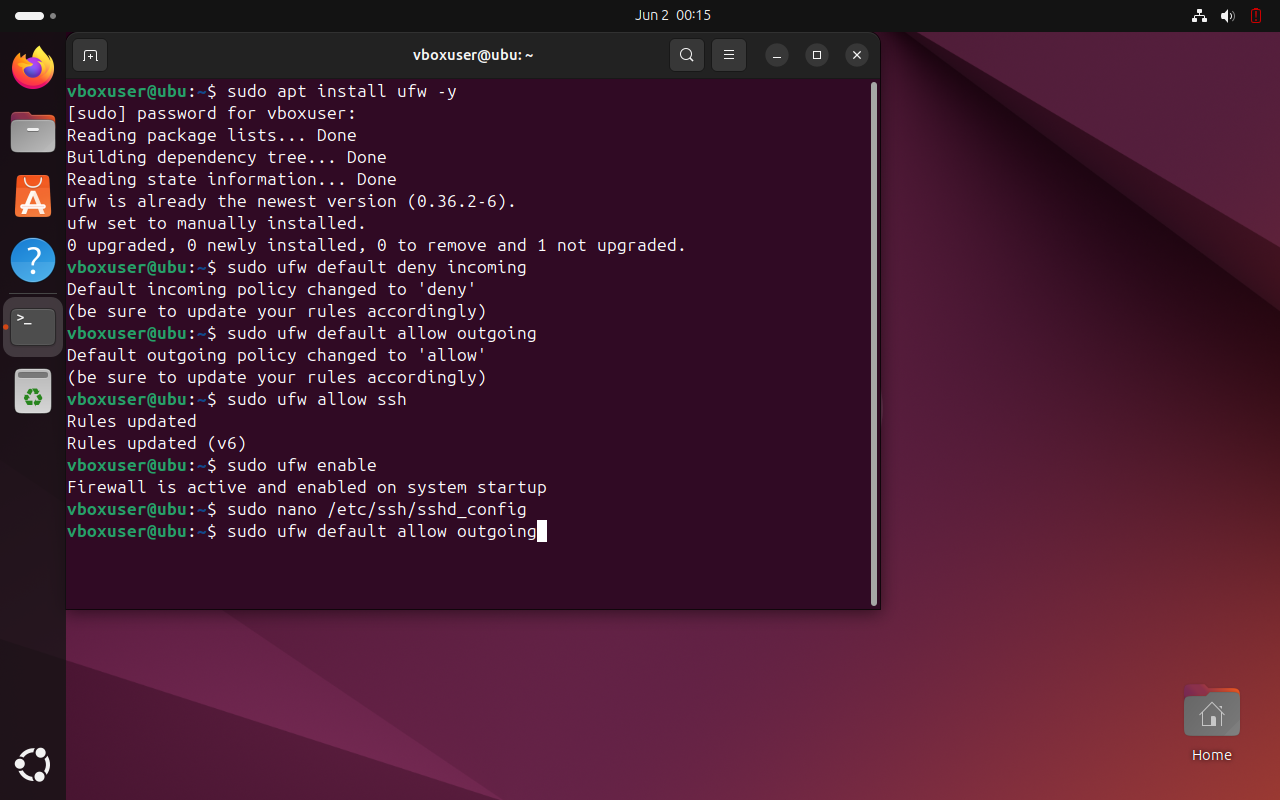 Jun 2 00:15
vboxuser@ubu: ~
vboxuser@ubu:~$ sudo apt install ufw -y
[sudo] password for vboxuser:
Reading package lists... Done
Building dependency tree... Done
Reading state information... Done
ufw is already the newest version (0.36.2-6).
ufw set to manually installed.
0 upgraded, 0 newly installed, 0 to remove and 1 not upgraded.
vboxuser@ubu:~$ sudo ufw default deny incoming
Default incoming policy changed to 'deny'
(be sure to update your rules accordingly)
vboxuser@ubu:~$ sudo ufw default allow outgoing
Default outgoing policy changed to 'allow'
(be sure to update your rules accordingly)
vboxuser@ubu:~$ sudo ufw allow ssh
Rules updated
Rules updated (v6)
vboxuser@ubu:~$ sudo ufw enable
Firewall is active and enabled on system startup
vboxuser@ubu:~$ sudo nano /etc/ssh/sshd_config
vboxuser@ubu:~$ sudo ufw default allow outgoing
Home